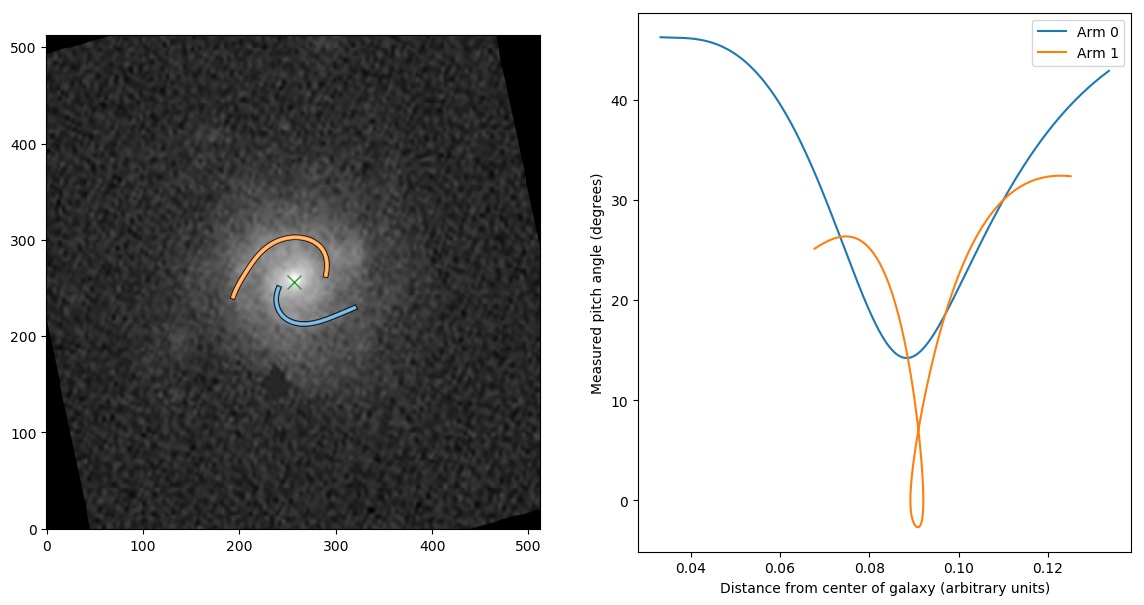 500
400
300
200
100
0
0 100 200 300 400 500
Measured pitch angle (degrees)
40
30
20
10
0
0.04 0.06 0.08 0.10 0.12
Distance from center of galaxy (arbitrary units)
Arm 0
Arm 1